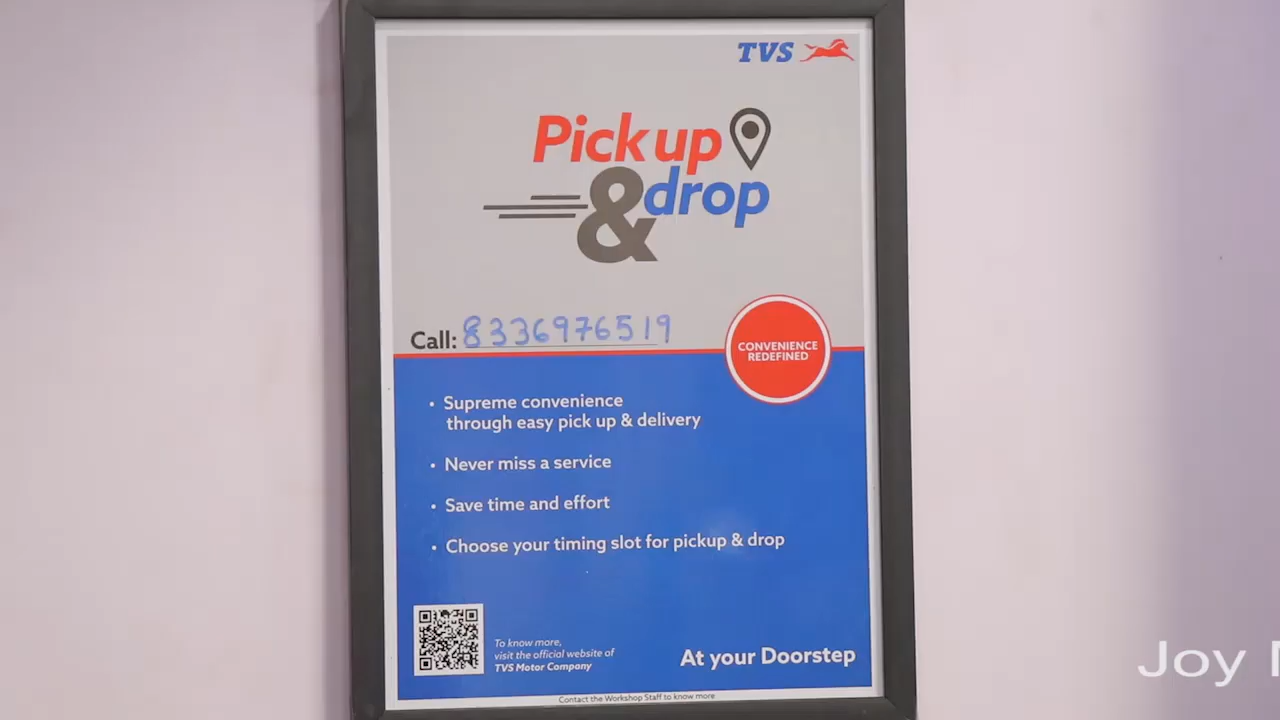 TVS
Pick up
& drop
Call: 8336976519
CONVENIENCE
REDEFINED
• Supreme convenience
through easy pick up & delivery
• Never miss a service
• Save time and effort
• Choose your timing slot for pickup & drop
To know more,
visit the official website of
TVS Motor Company
At your Doorstep
Contact the Workshop Staff to know more
Joy